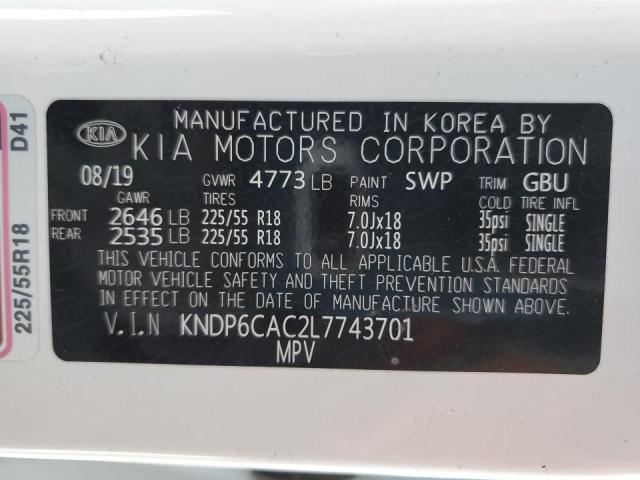 D41
225/55R18
KIA
MANUFACTURED IN KOREA BY
KIA MOTORS CORPORATION
08/19 GVWR 4773 LB PAINT SWP TRIM GBU
GAWR TIRES RIMS COLD TIRE INFL
FRONT 2646 LB 225/55 R18 7.0Jx18 35psi SINGLE
REAR 2535 LB 225/55 R18 7.0Jx18 35psi SINGLE
THIS VEHICLE CONFORMS TO ALL APPLICABLE U.S.A. FEDERAL
MOTOR VEHICLE SAFETY AND THEFT PREVENTION STANDARDS
IN EFFECT ON THE DATE OF MANUFACTURE SHOWN ABOVE.
V.I.N KNDP6CAC2L7743701
MPV